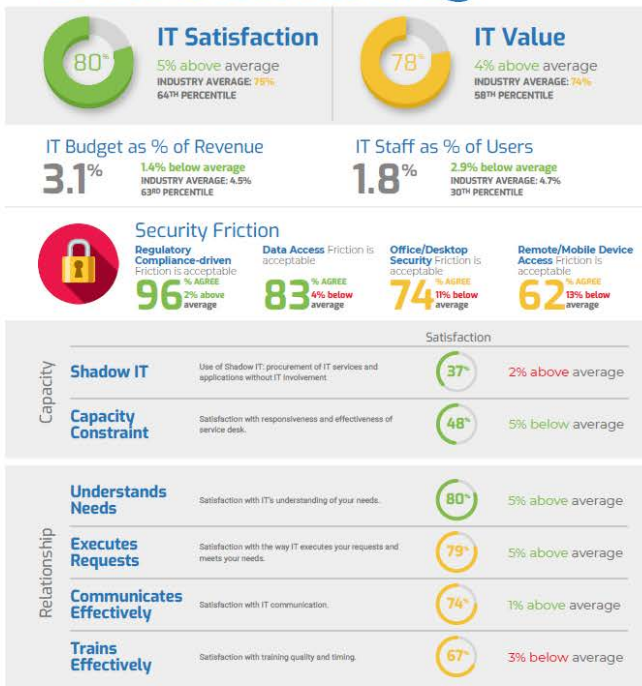 80%
IT Satisfaction
5% above average
INDUSTRY AVERAGE: 75%
64TH PERCENTILE
78%
IT Value
4% above average
INDUSTRY AVERAGE: 74%
58TH PERCENTILE
IT Budget as % of Revenue
3.1%
1.4% below average
INDUSTRY AVERAGE: 4.5%
63RD PERCENTILE
IT Staff as % of Users
1.8%
2.9% below average
INDUSTRY AVERAGE: 4.7%
30TH PERCENTILE
Security Friction
Regulatory
Compliance-driven
Friction is acceptable
96
% AGREE
2% above
average
Data Access Friction is
acceptable
83
% AGREE
4% below
average
Office/Desktop
Security Friction is
acceptable
74
% AGREE
11% below
average
Remote/Mobile Device
Access Friction is
acceptable
62
% AGREE
13% below
average
Satisfaction
Capacity
Shadow IT
Use of Shadow IT: procurement of IT services and
applications without IT Involvement
37%
2% above average
Capacity
Constraint
Satisfaction with responsiveness and effectiveness of
service desk.
48%
5% below average
Relationship
Understands
Needs
Satisfaction with IT's understanding of your needs.
80%
5% above average
Executes
Requests
Satisfaction with the way IT executes your requests and
meets your needs.
79%
5% above average
Communicates
Effectively
Satisfaction with IT communication.
74%
1% above average
Trains
Effectively
Satisfaction with training quality and timing.
67%
3% below average